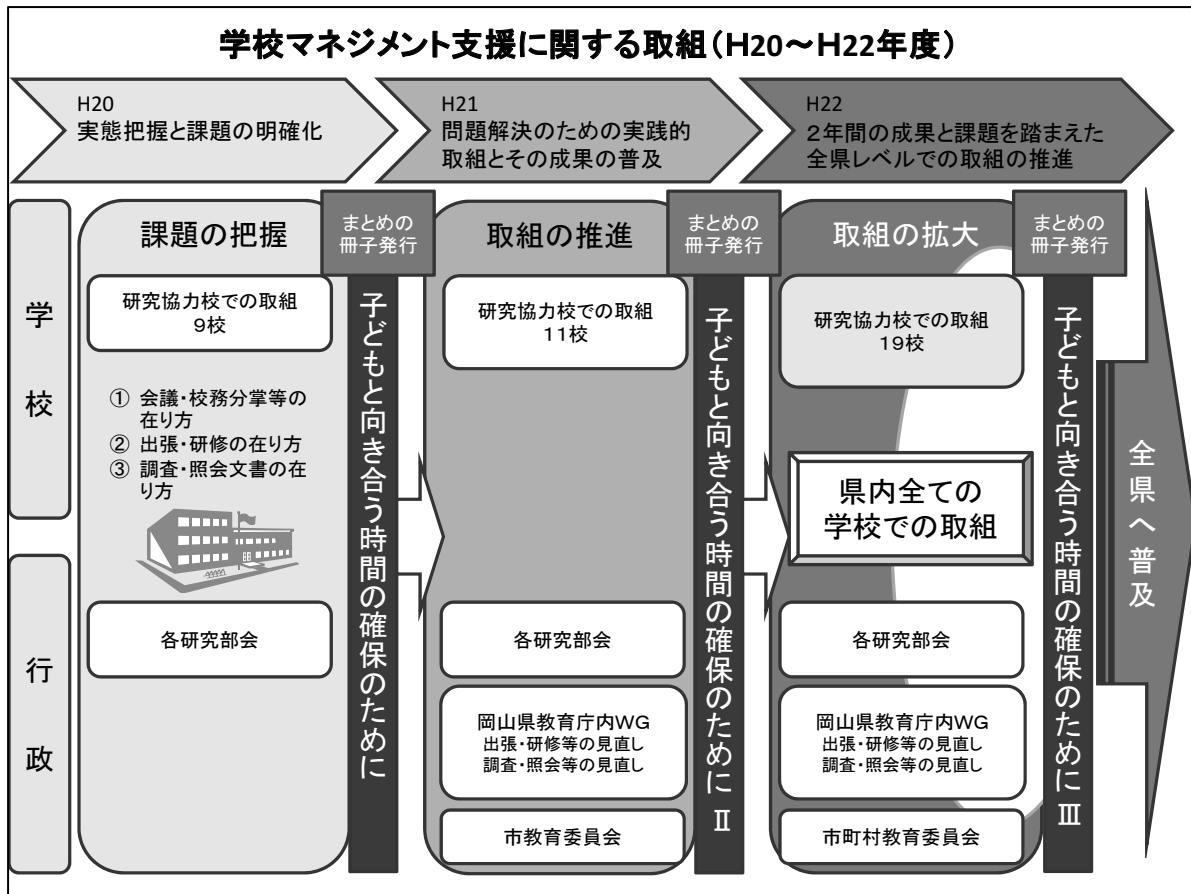 学校マネジメント支援に関する取組(H20～H22年度)
H20
実態把握と課題の明確化
H21
問題解決のための実践的
取組とその成果の普及
H22
２年間の成果と課題を踏まえた
全県レベルでの取組の推進
学校
行政
課題の把握
研究協力校での取組
9校
① 会議・校務分掌等の
在り方
② 出張・研修の在り方
③ 調査・照会文書の在
り方
各研究部会
まとめの
冊子発行
子どもと向き合う時間の確保のために
取組の推進
研究協力校での取組
11校
各研究部会
岡山県教育庁内WG
出張・研修等の見直し
調査・照会等の見直し
市教育委員会
まとめの
冊子発行
子どもと向き合う時間の確保のために Ⅱ
取組の拡大
研究協力校での取組
19校
県内全ての
学校での取組
各研究部会
岡山県教育庁内WG
出張・研修等の見直し
調査・照会等の見直し
市町村教育委員会
まとめの
冊子発行
子どもと向き合う時間の確保のために Ⅲ
全県へ普及